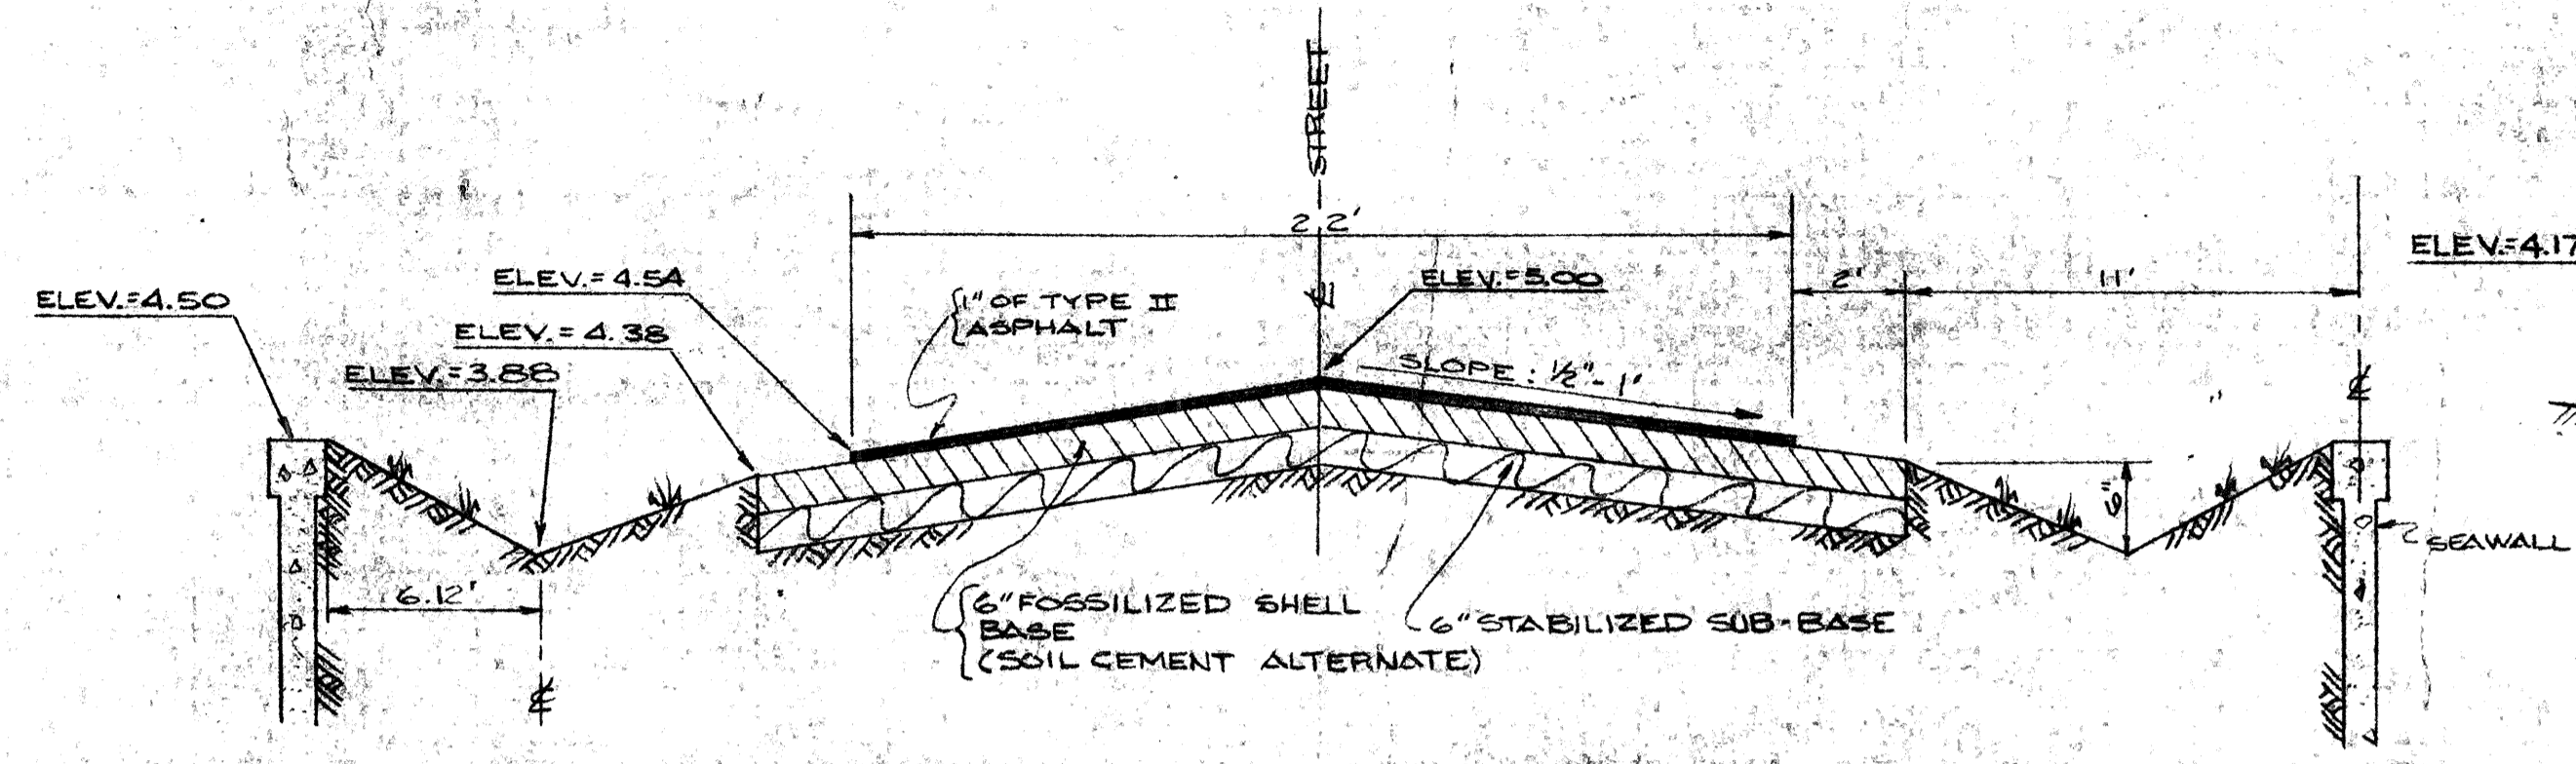 STREET
22'
ELEV.=4.17
ELEV.=4.54
ELEV.=5.00
2'
11'
ELEV.=4.50
1" OF TYPE II
ASPHALT
ELEV.=4.38
ELEV.=3.88
SLOPE : ½"- 1'
℄
℄
6"
SEAWALL
6.12'
6" FOSSILIZED SHELL
BASE
(SOIL CEMENT ALTERNATE)
6" STABILIZED SUB-BASE
℄